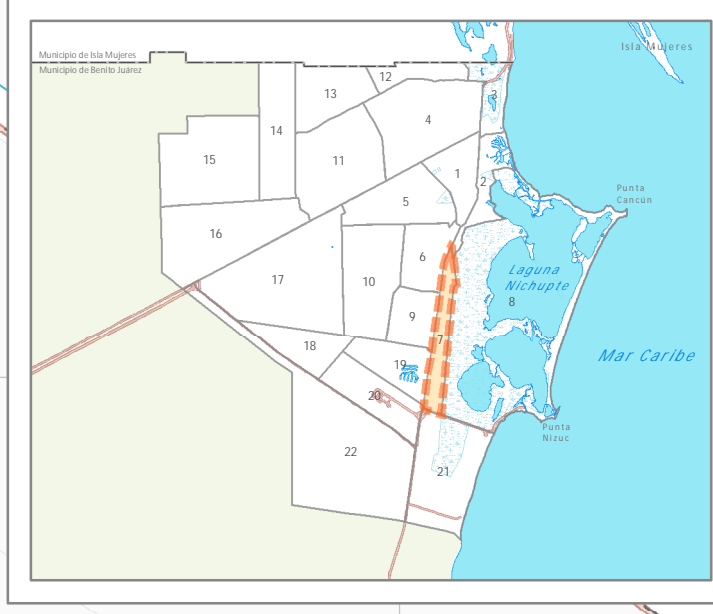 Isla Mujeres
Municipio de Isla Mujeres
Municipio de Benito Juárez
12
13
3
4
14
15
11
1
2
Punta
Cancún
5
16
6
Laguna
Nichupte
17
10
8
9
7
18
19
Mar Caribe
20
Punta
Nizuc
22
21